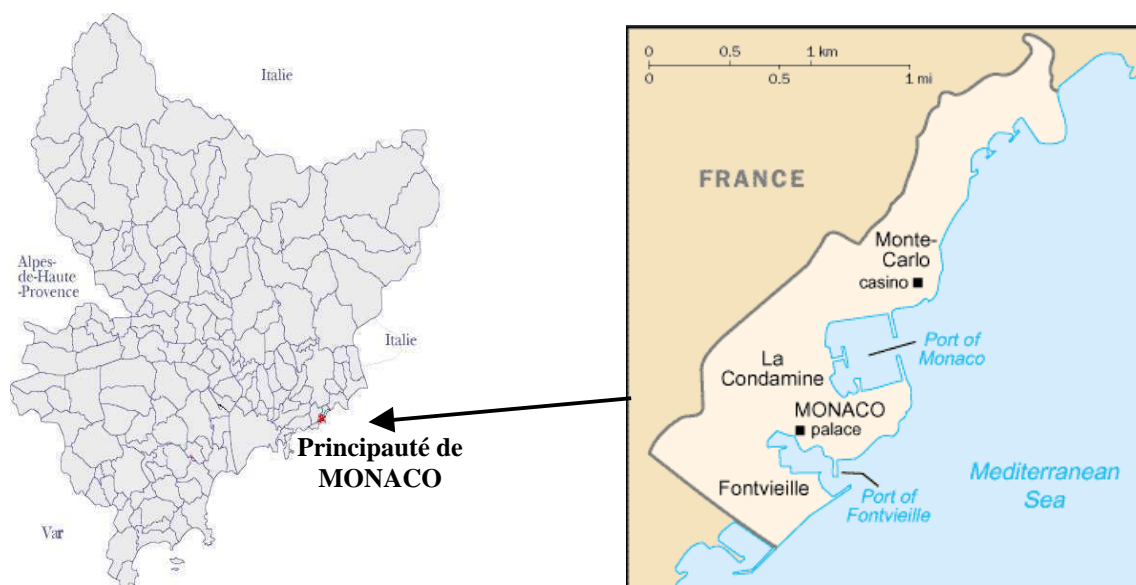 Italie
Alpes-
de-Haute
-Provence
Italie
Principauté de
MONACO
Var
0 0.5 1 km
0 0.5 1 mi
FRANCE
Monte-
Carlo
casino
Port of
Monaco
La
Condamine
MONACO
palace
Fontvieille
Port of
Fontvieille
Mediterranean
Sea